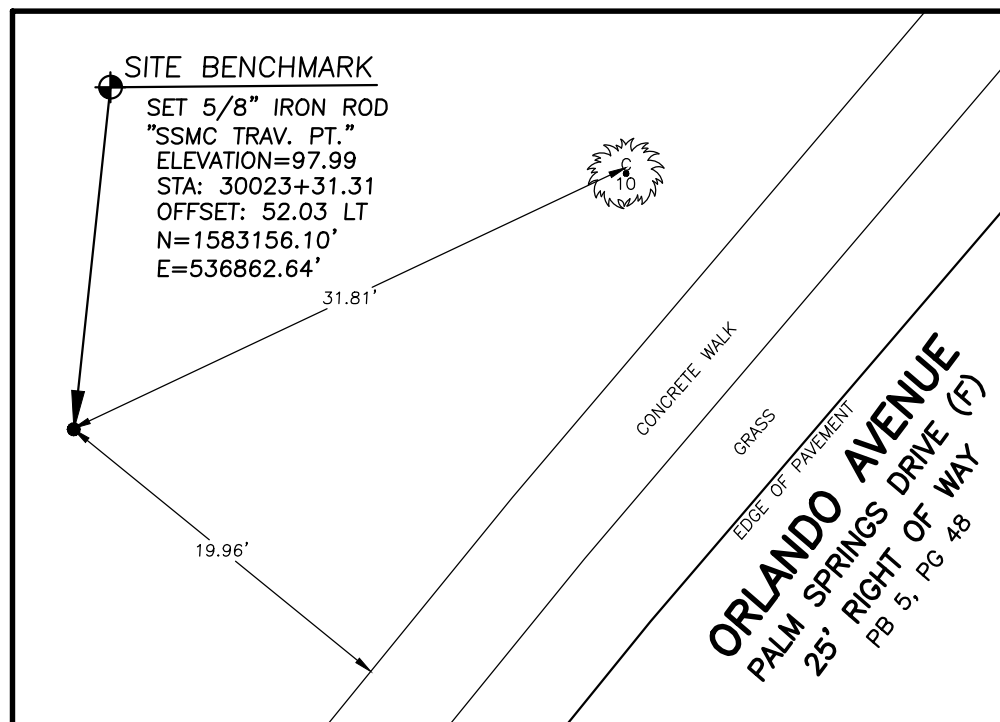 SITE BENCHMARK
SET 5/8" IRON ROD
"SSMC TRAV. PT."
ELEVATION=97.99
STA: 30023+31.31
OFFSET: 52.03 LT
N=1583156.10'
E=536862.64'
C
10
31.81'
19.96'
CONCRETE WALK
GRASS
EDGE OF PAVEMENT
ORLANDO AVENUE
PALM SPRINGS DRIVE (F)
25' RIGHT OF WAY
PB 5, PG 48